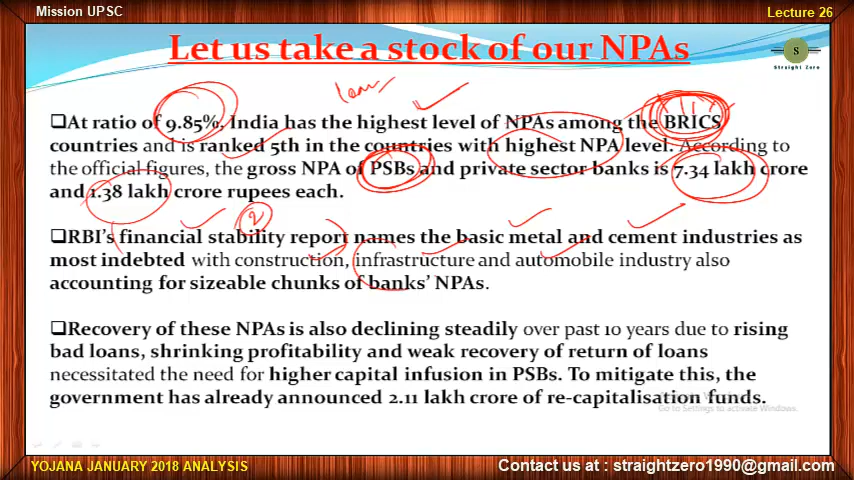 Mission UPSC
Lecture 26
Let us take a stock of our NPAs
S
Straight Zero
loan
❑At ratio of 9.85%, India has the highest level of NPAs among the BRICS
countries and is ranked 5th in the countries with highest NPA level. According to
the official figures, the gross NPA of PSBs and private sector banks is 7.34 lakh crore
and 1.38 lakh crore rupees each.
2
❑RBI's financial stability report names the basic metal and cement industries as
most indebted with construction, infrastructure and automobile industry also
accounting for sizeable chunks of banks' NPAs.
❑Recovery of these NPAs is also declining steadily over past 10 years due to rising
bad loans, shrinking profitability and weak recovery of return of loans
necessitated the need for higher capital infusion in PSBs. To mitigate this, the
government has already announced 2.11 lakh crore of re-capitalisation funds.
Go to Settings to activate Windows.
YOJANA JANUARY 2018 ANALYSIS
Contact us at : straightzero1990@gmail.com